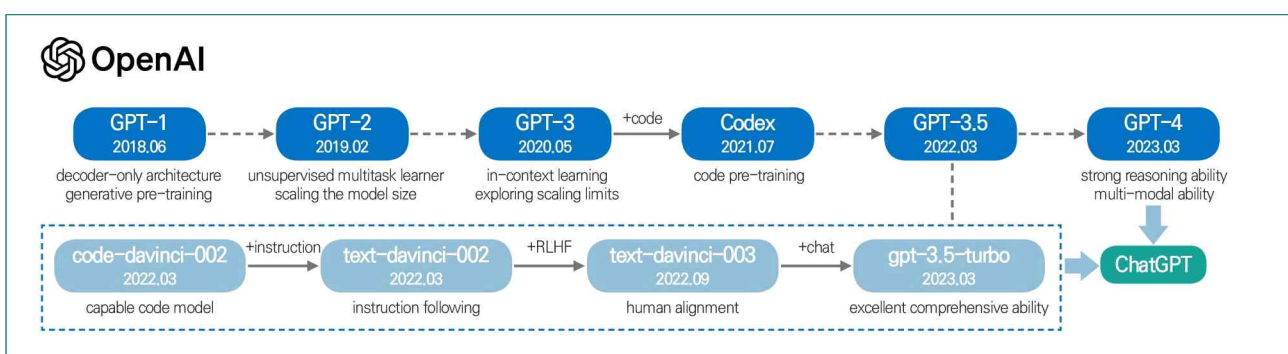 OpenAI
GPT-1
2018.06
GPT-2
2019.02
GPT-3
2020.05
+code
Codex
2021.07
GPT-3.5
2022.03
GPT-4
2023.03
decoder-only architecture
generative pre-training
unsupervised multitask learner
scaling the model size
in-context learning
exploring scaling limits
code pre-training
strong reasoning ability
multi-modal ability
code-davinci-002
2022.03
+instruction
text-davinci-002
2022.03
+RLHF
text-davinci-003
2022.09
+chat
gpt-3.5-turbo
2023.03
ChatGPT
capable code model
instruction following
human alignment
excellent comprehensive ability